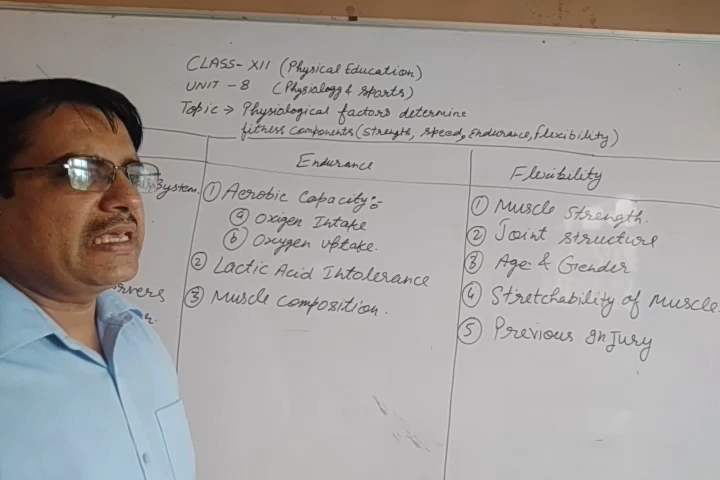 CLASS-XII (Physical Education)
UNIT-8 (Physiology & Sports)
Topic → Physiological factors determine
fitness Components (Strength, Speed, Endurance, Flexibility)
System.
Endurance
① Aerobic Capacity:-
ⓐ Oxigen Intake
ⓑ Oxygen uptake.
② Lactic Acid Intolerance
③ Muscle Composition.
Flexibility
① Muscle Strength.
② Joint Structure
③ Age & Gender
④ Stretchability of Muscle.
⑤ Previous Injury